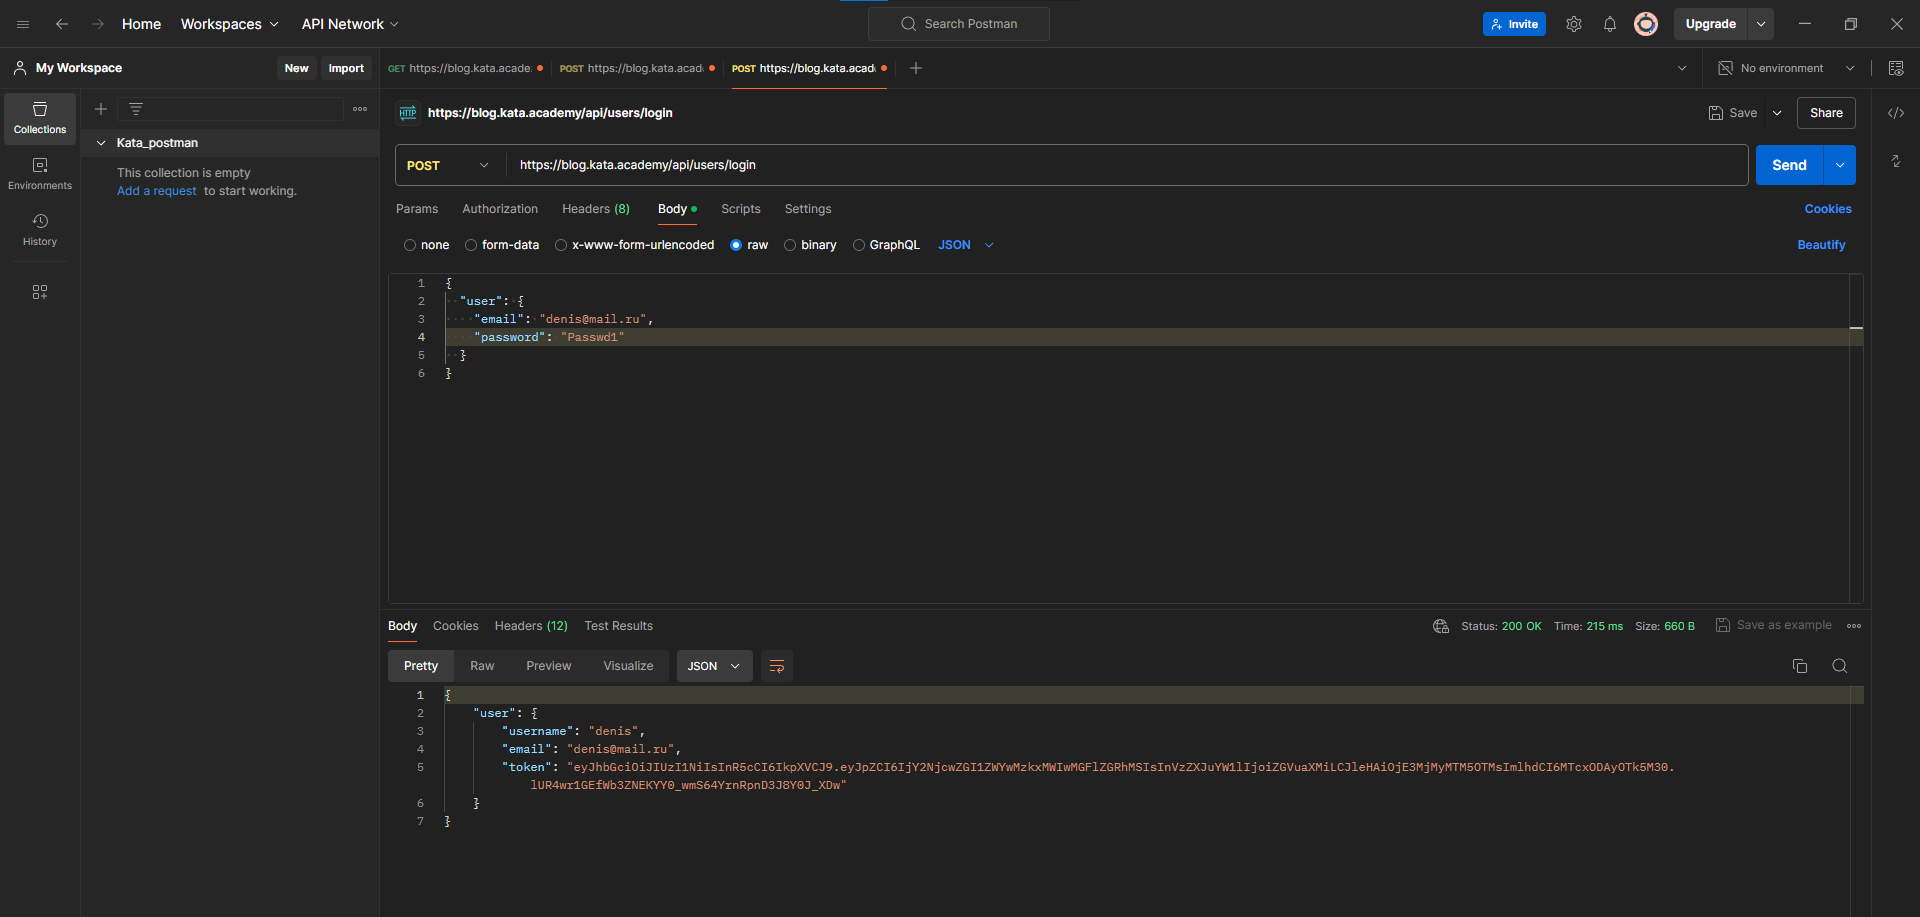 Home Workspaces API Network Search Postman Invite Upgrade
My Workspace New Import GET https://blog.kata.acade POST https://blog.kata.acad POST https://blog.kata.acad No environment
Collections
Kata_postman
This collection is empty
Add a request to start working.
Environments
History
HTTP https://blog.kata.academy/api/users/login Save Share
POST https://blog.kata.academy/api/users/login Send
Params Authorization Headers (8) Body Scripts Settings Cookies
none form-data x-www-form-urlencoded raw binary GraphQL JSON Beautify
1 {
2 "user": {
3 "email": "denis@mail.ru",
4 "password": "Passwd1"
5 }
6 }
Body Cookies Headers (12) Test Results Status: 200 OK Time: 215 ms Size: 660 B Save as example
Pretty Raw Preview Visualize JSON
1 {
2 "user": {
3 "username": "denis",
4 "email": "denis@mail.ru",
5 "token": "eyJhbGciOiJIUzI1NiIsInR5cCI6IkpXVCJ9.eyJpZCI6IjY2NjcwZGI1ZWYwMzkxMWIwMGFlZGRhMSIsInVzZXJuYW1lIjoiZGVuaXMiLCJleHAiOjE3MjMyMTM5OTMsImlhdCI6MTcxODAyOTk5M30.
lUR4wr1GEfWb3ZNEKYY0_wmS64YrnRpnD3J8Y0J_XDw"
6 }
7 }